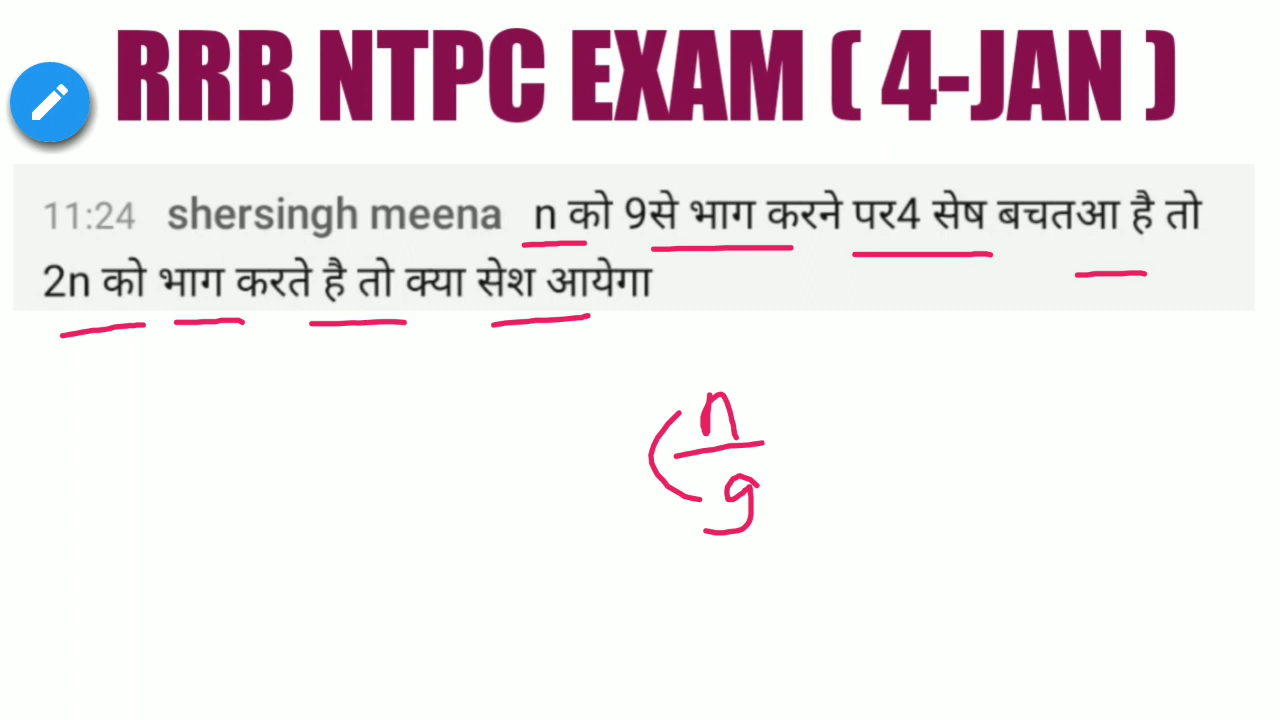 RRB NTPC EXAM ( 4-JAN )
11:24 shersingh meena n को 9से भाग करने पर4 सेष बचतआ है तो
2n को भाग करते है तो क्या सेश आयेगा
n
9